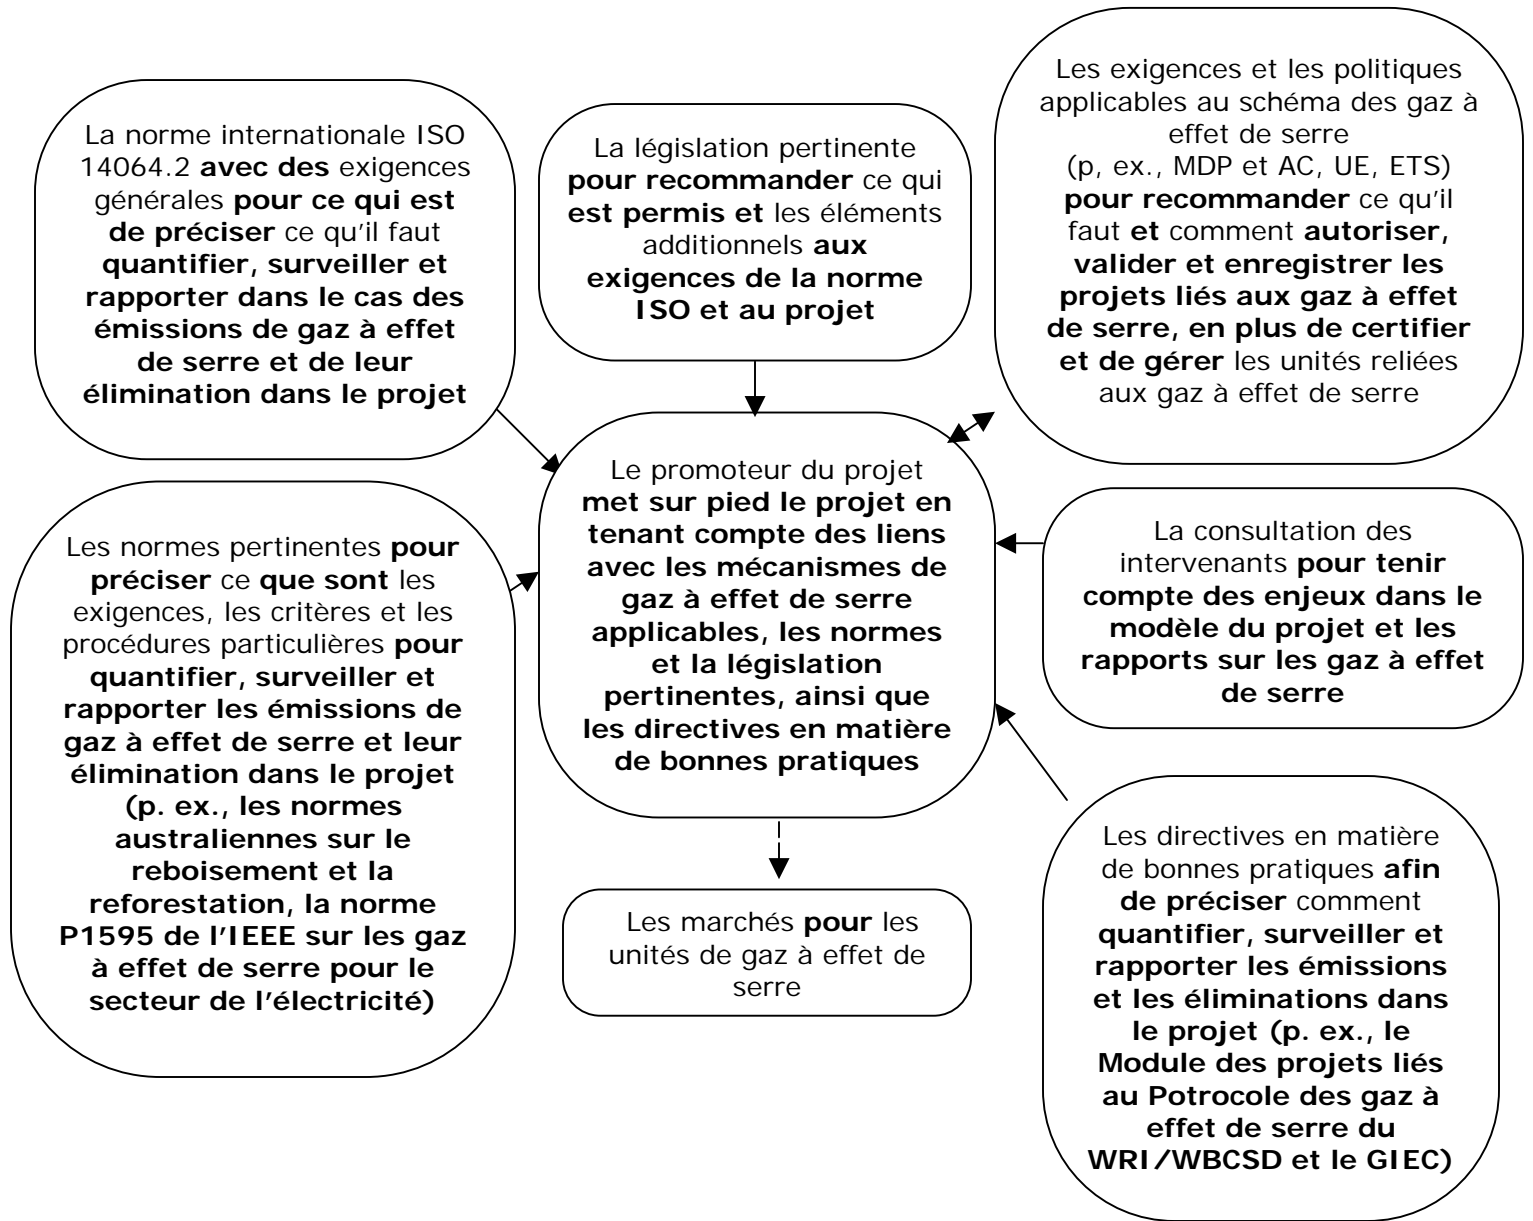 La norme internationale ISO
14064.2 avec des exigences
générales pour ce qui est
de préciser ce qu'il faut
quantifier, surveiller et
rapporter dans le cas des
émissions de gaz à effet
de serre et de leur
élimination dans le projet
La législation pertinente
pour recommander ce qui
est permis et les éléments
additionnels aux
exigences de la norme
ISO et au projet
Les exigences et les politiques
applicables au schéma des gaz à
effet de serre
(p, ex., MDP et AC, UE, ETS)
pour recommander ce qu'il
faut et comment autoriser,
valider et enregistrer les
projets liés aux gaz à effet
de serre, en plus de certifier
et de gérer les unités reliées
aux gaz à effet de serre
Les normes pertinentes pour
préciser ce que sont les
exigences, les critères et les
procédures particulières pour
quantifier, surveiller et
rapporter les émissions de
gaz à effet de serre et leur
élimination dans le projet
(p. ex., les normes
australiennes sur le
reboisement et la
reforestation, la norme
P1595 de l'IEEE sur les gaz
à effet de serre pour le
secteur de l'électricité)
Le promoteur du projet
met sur pied le projet en
tenant compte des liens
avec les mécanismes de
gaz à effet de serre
applicables, les normes
et la législation
pertinentes, ainsi que
les directives en matière
de bonnes pratiques
La consultation des
intervenants pour tenir
compte des enjeux dans le
modèle du projet et les
rapports sur les gaz à effet
de serre
Les marchés pour les
unités de gaz à effet de
serre
Les directives en matière
de bonnes pratiques afin
de préciser comment
quantifier, surveiller et
rapporter les émissions
et les éliminations dans
le projet (p. ex., le
Module des projets liés
au Potrocole des gaz à
effet de serre du
WRI/WBCSD et le GIEC)